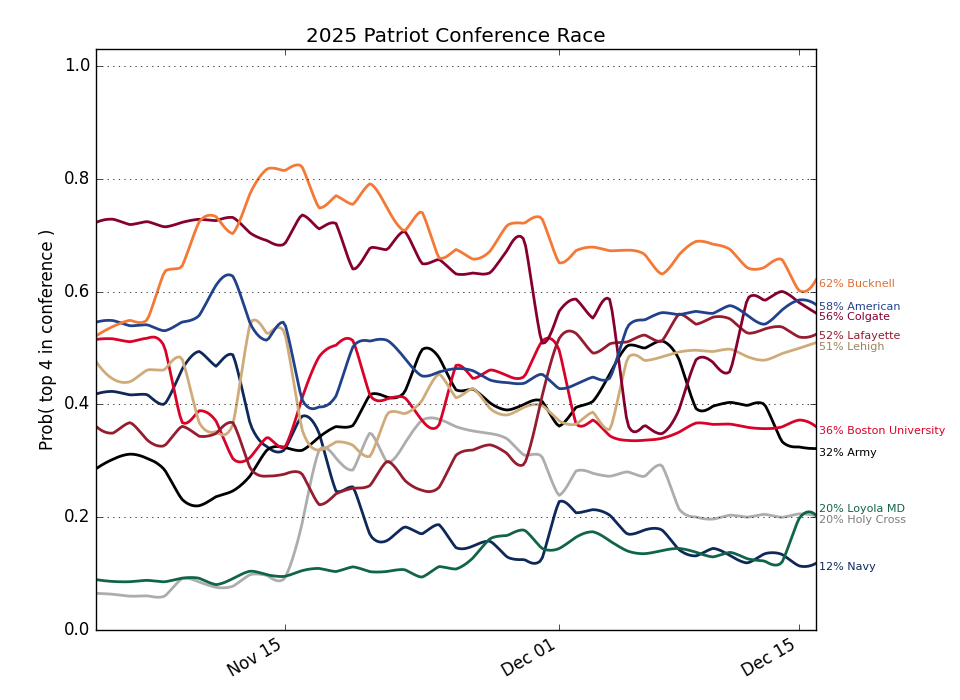 2025 Patriot Conference Race
Prob( top 4 in conference )
1.0
0.8
0.6
0.4
0.2
0.0
Nov 15
Dec 01
Dec 15
62% Bucknell
58% American
56% Colgate
52% Lafayette
51% Lehigh
36% Boston University
32% Army
20% Loyola MD
20% Holy Cross
12% Navy